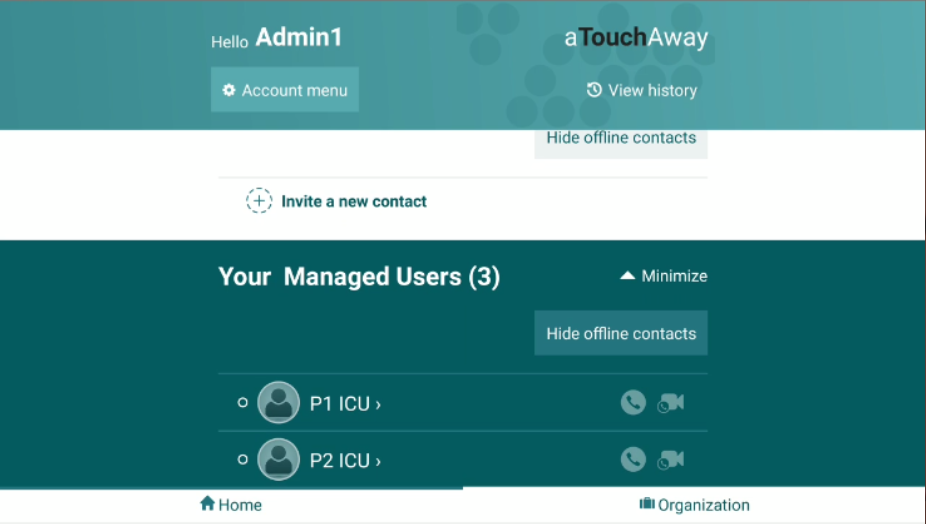 Hello Admin1
aTouchAway
Account menu
View history
Hide offline contacts
Invite a new contact
Your Managed Users (3)
Minimize
Hide offline contacts
P1 ICU ›
P2 ICU ›
Home
Organization